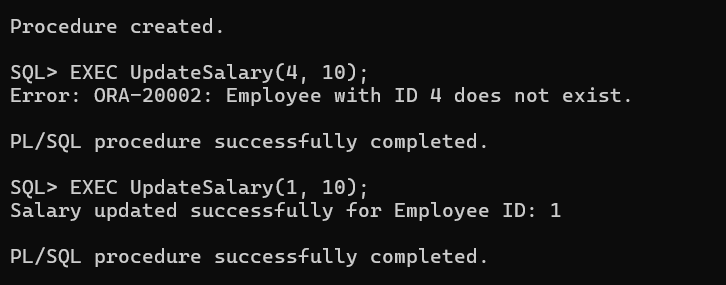 Procedure created.
SQL> EXEC UpdateSalary(4, 10);
Error: ORA-20002: Employee with ID 4 does not exist.
PL/SQL procedure successfully completed.
SQL> EXEC UpdateSalary(1, 10);
Salary updated successfully for Employee ID: 1
PL/SQL procedure successfully completed.